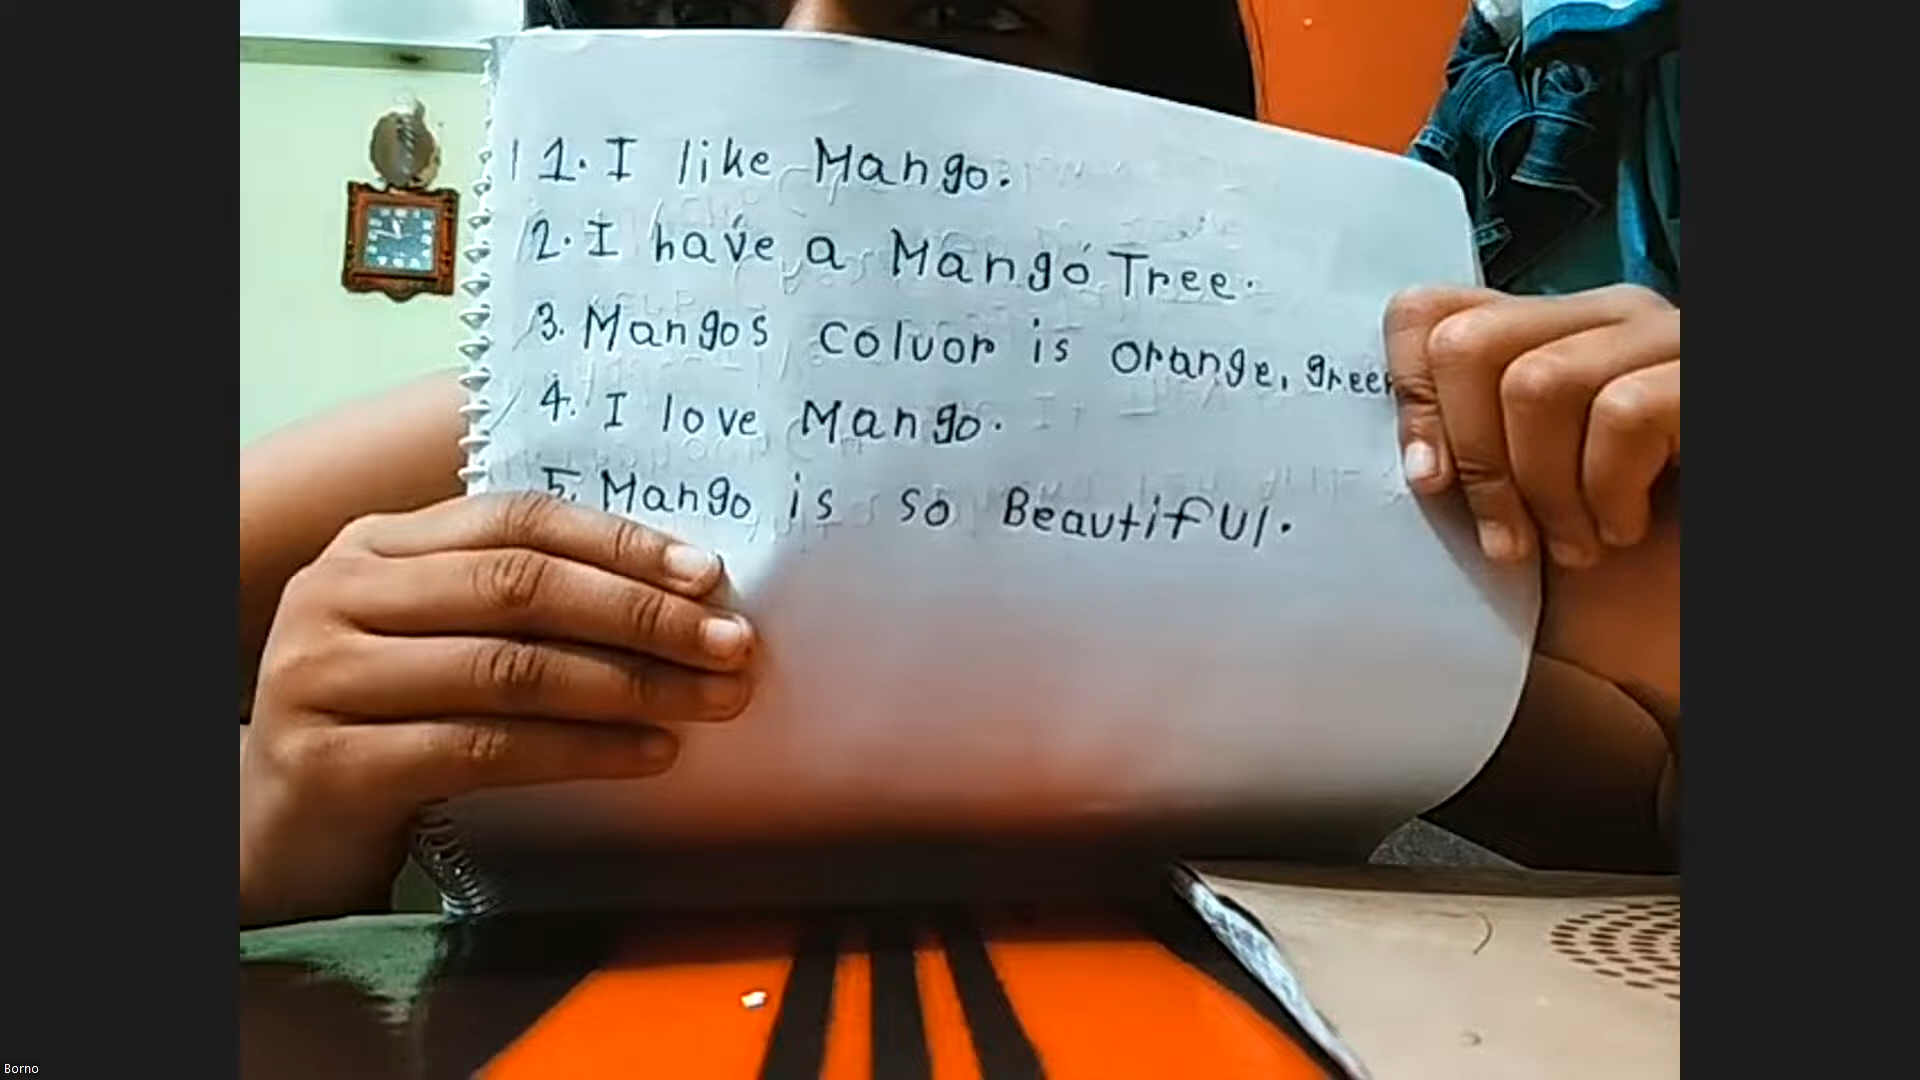 1. I like Mango.
2. I have a Mango Tree.
3. Mangos coluor is orange, green
4. I love Mango.
5. Mango is so Beautiful.
Borno